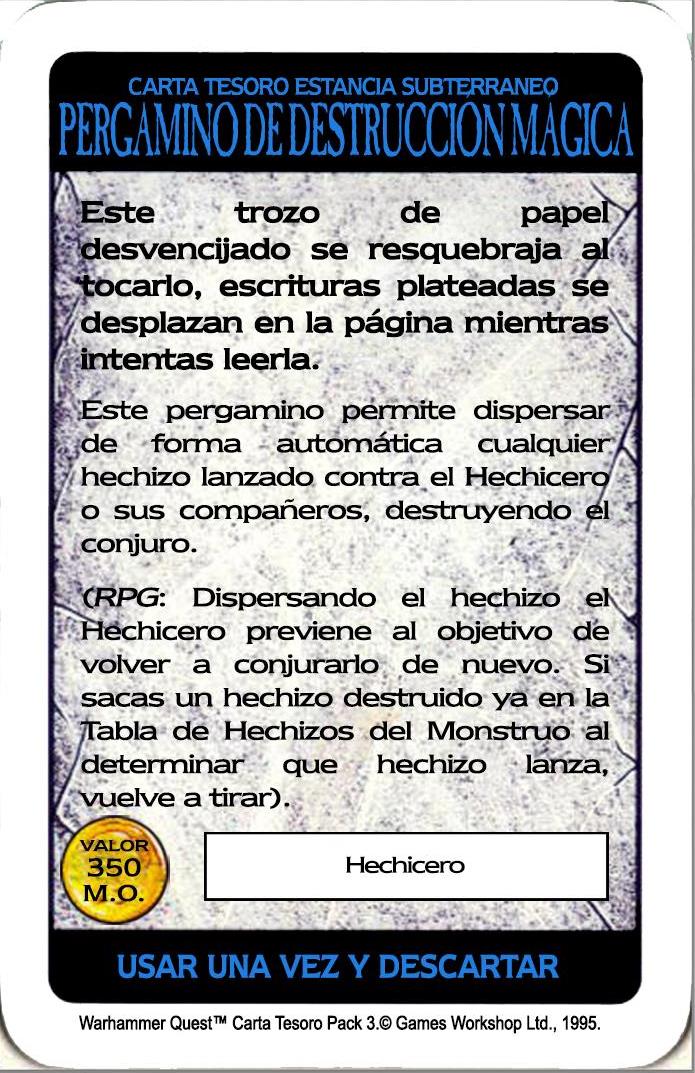 CARTA TESORO ESTANCIA SUBTERRANEO
PERGAMINO DE DESTRUCCIÓN MÁGICA
Este trozo de papel
desvencijado se resquebraja al
tocarlo, escrituras plateadas se
desplazan en la página mientras
intentas leerla.
Este pergamino permite dispersar
de forma automática cualquier
hechizo lanzado contra el Hechicero
o sus compañeros, destruyendo el
conjuro.
(RPG: Dispersando el hechizo el
Hechicero previene al objetivo de
volver a conjurarlo de nuevo. Si
sacas un hechizo destruido ya en la
Tabla de Hechizos del Monstruo al
determinar que hechizo lanza,
vuelve a tirar).
VALOR
350
M.O.
Hechicero
USAR UNA VEZ Y DESCARTAR
Warhammer Quest™ Carta Tesoro Pack 3.© Games Workshop Ltd., 1995.